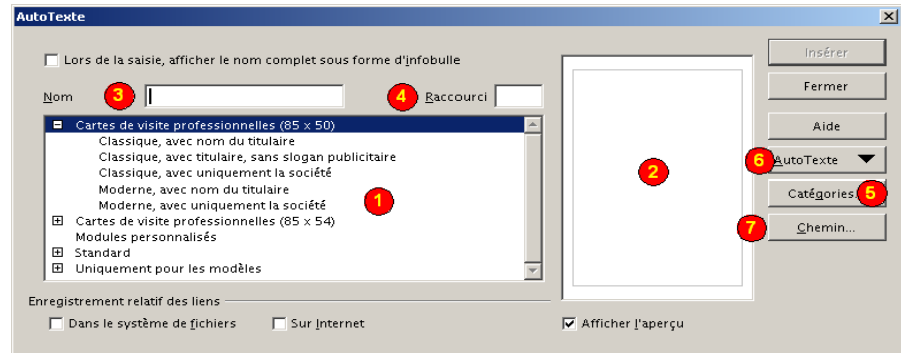 AutoTexte
Lors de la saisie, afficher le nom complet sous forme d'infobulle
Insérer
Nom 3 4 Raccourci
Fermer
Cartes de visite professionnelles (85 x 50)
Classique, avec nom du titulaire
Classique, avec titulaire, sans slogan publicitaire
Classique, avec uniquement la société
Moderne, avec nom du titulaire
Moderne, avec uniquement la société
1
Cartes de visite professionnelles (85 x 54)
Modules personnalisés
Standard
Uniquement pour les modèles
2
Aide
6 AutoTexte
Catégories. 5
7 Chemin...
Enregistrement relatif des liens
Dans le système de fichiers Sur Internet
Afficher l'aperçu